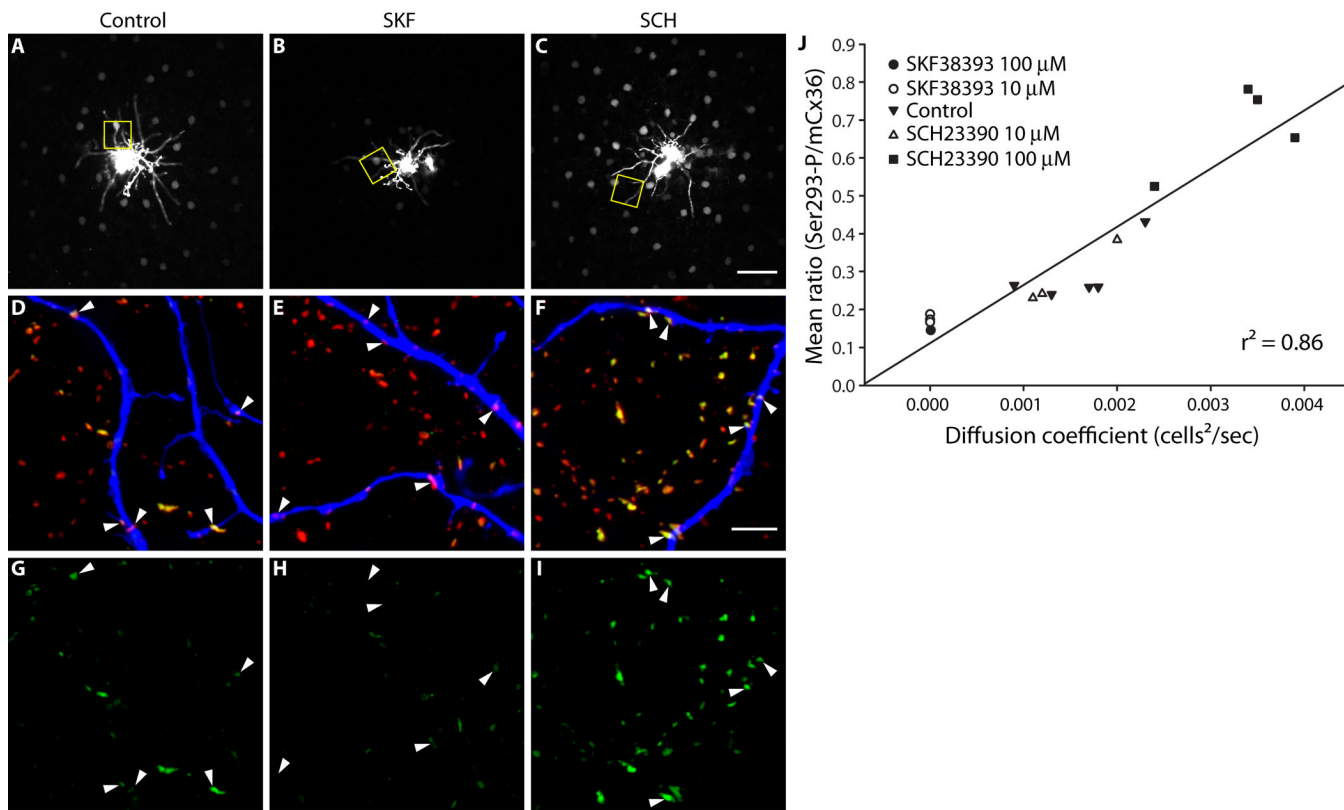 Control
SKF
SCH
A
B
C
D
E
F
G
H
I
J
Mean ratio (Ser293-P/mCx36)
0.9
0.8
0.7
0.6
0.5
0.4
0.3
0.2
0.1
0.0
SKF38393 100 μM
SKF38393 10 μM
Control
SCH23390 10 μM
SCH23390 100 μM
r² = 0.86
0.000 0.001 0.002 0.003 0.004
Diffusion coefficient (cells²/sec)